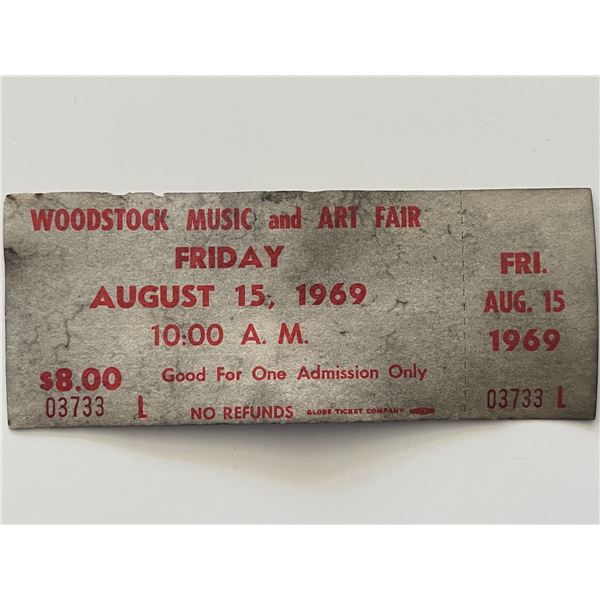 WOODSTOCK MUSIC and ART FAIR
FRIDAY
AUGUST 15, 1969
10:00 A. M.
$8.00 Good For One Admission Only
03733 L NO REFUNDS GLOBE TICKET COMPANY
FRI.
AUG. 15
1969
03733 L